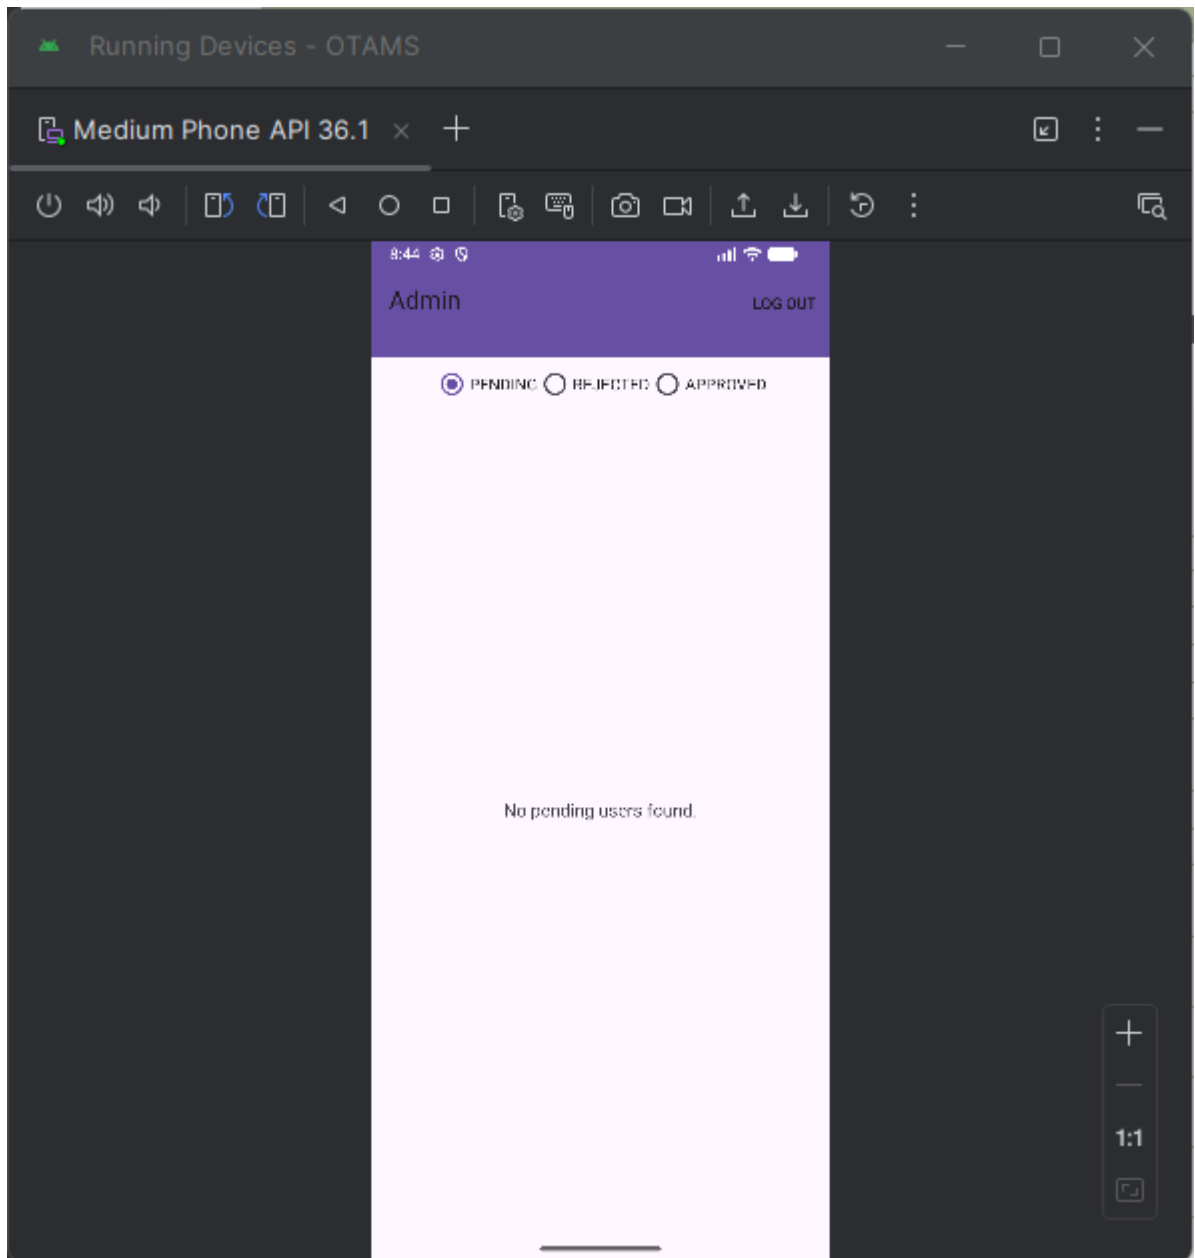 Running Devices - OTAMS
Medium Phone API 36.1
8:44
Admin
LOG OUT
PENDING REJECTED APPROVED
No pending users found.
1:1